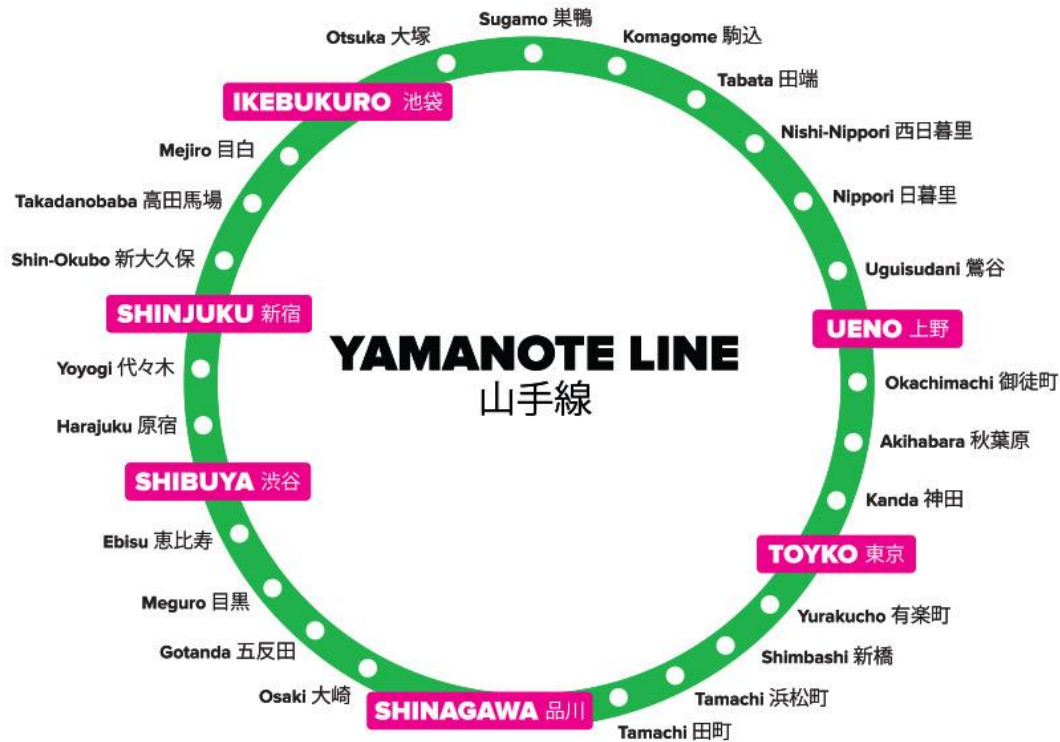 Sugamo 巣鴨
Komagome 駒込
Tabata 田端
Nishi-Nippori 西日暮里
Nippori 日暮里
Uguisudani 鶯谷
UENO 上野
Okachimachi 御徒町
Akihabara 秋葉原
Kanda 神田
TOYKO 東京
Yurakucho 有楽町
Shimbashi 新橋
Tamachi 浜松町
Tamachi 田町
SHINAGAWA 品川
Osaki 大崎
Gotanda 五反田
Meguro 目黒
Ebisu 恵比寿
SHIBUYA 渋谷
Harajuku 原宿
Yoyogi 代々木
SHINJUKU 新宿
Shin-Okubo 新大久保
Takadanobaba 高田馬場
Mejiro 目白
IKEBUKURO 池袋
Otsuka 大塚
YAMANOTE LINE
山手線